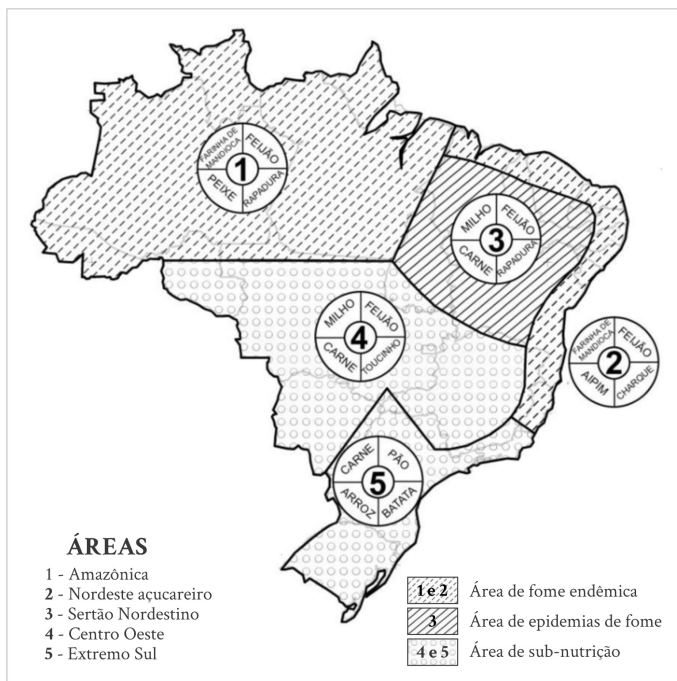 FARINHA DE
MANDIOCA
FEIJÃO
1
PEIXE
RAPADURA
MILHO
FEIJÃO
3
CARNE
RAPADURA
MILHO
FEIJÃO
4
CARNE
TOUCINHO
FARINHA DE
MANDIOCA
FEIJÃO
2
AIPIM
CHARQUE
CARNE
PÃO
5
ARROZ
BATATA
ÁREAS
1 - Amazônica
2 - Nordeste açucareiro
3 - Sertão Nordestino
4 - Centro Oeste
5 - Extremo Sul
1 e 2 Área de fome endêmica
3 Área de epidemias de fome
4 e 5 Área de sub-nutrição